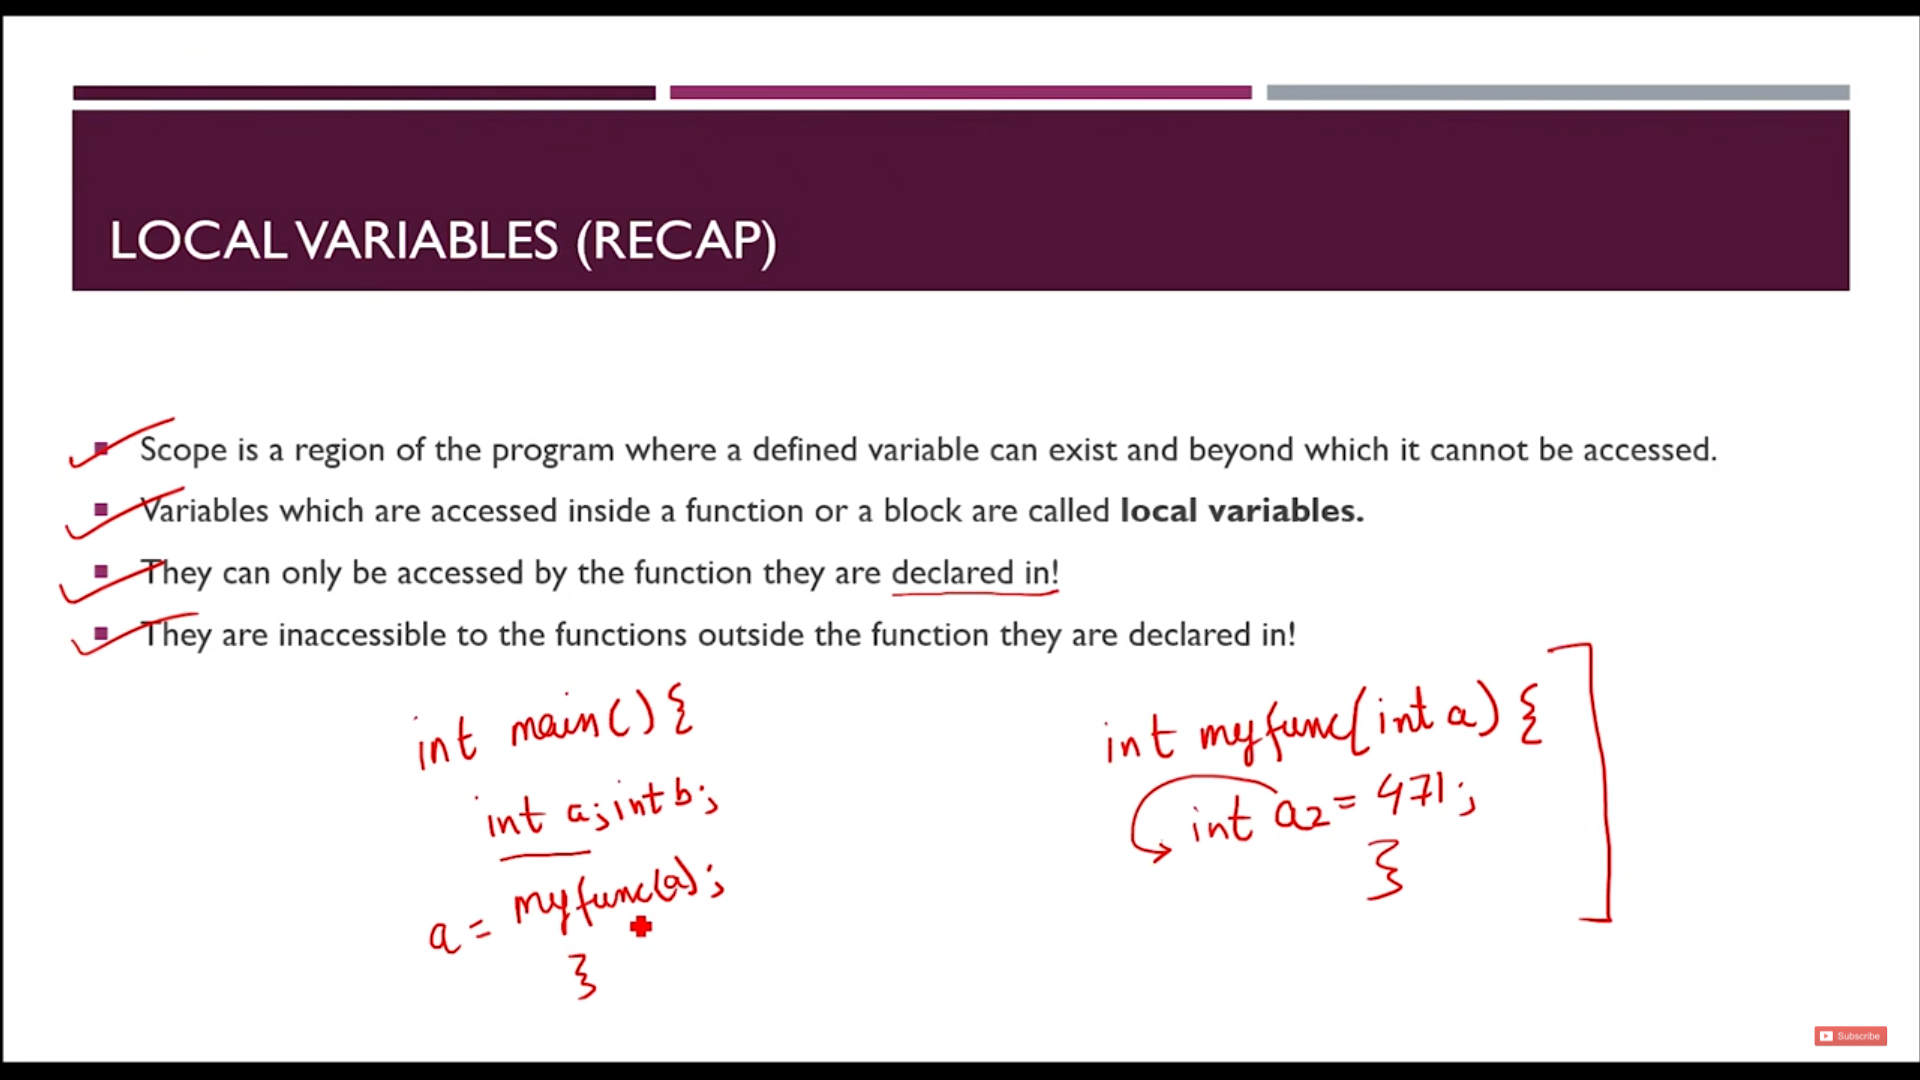 LOCAL VARIABLES (RECAP)
Scope is a region of the program where a defined variable can exist and beyond which it cannot be accessed.
Variables which are accessed inside a function or a block are called local variables.
They can only be accessed by the function they are declared in!
They are inaccessible to the functions outside the function they are declared in!
int main() {
int a; int b;
a = myfunc(a);
}
int myfunc(int a) {
int a2 = 471;
}
Subscribe